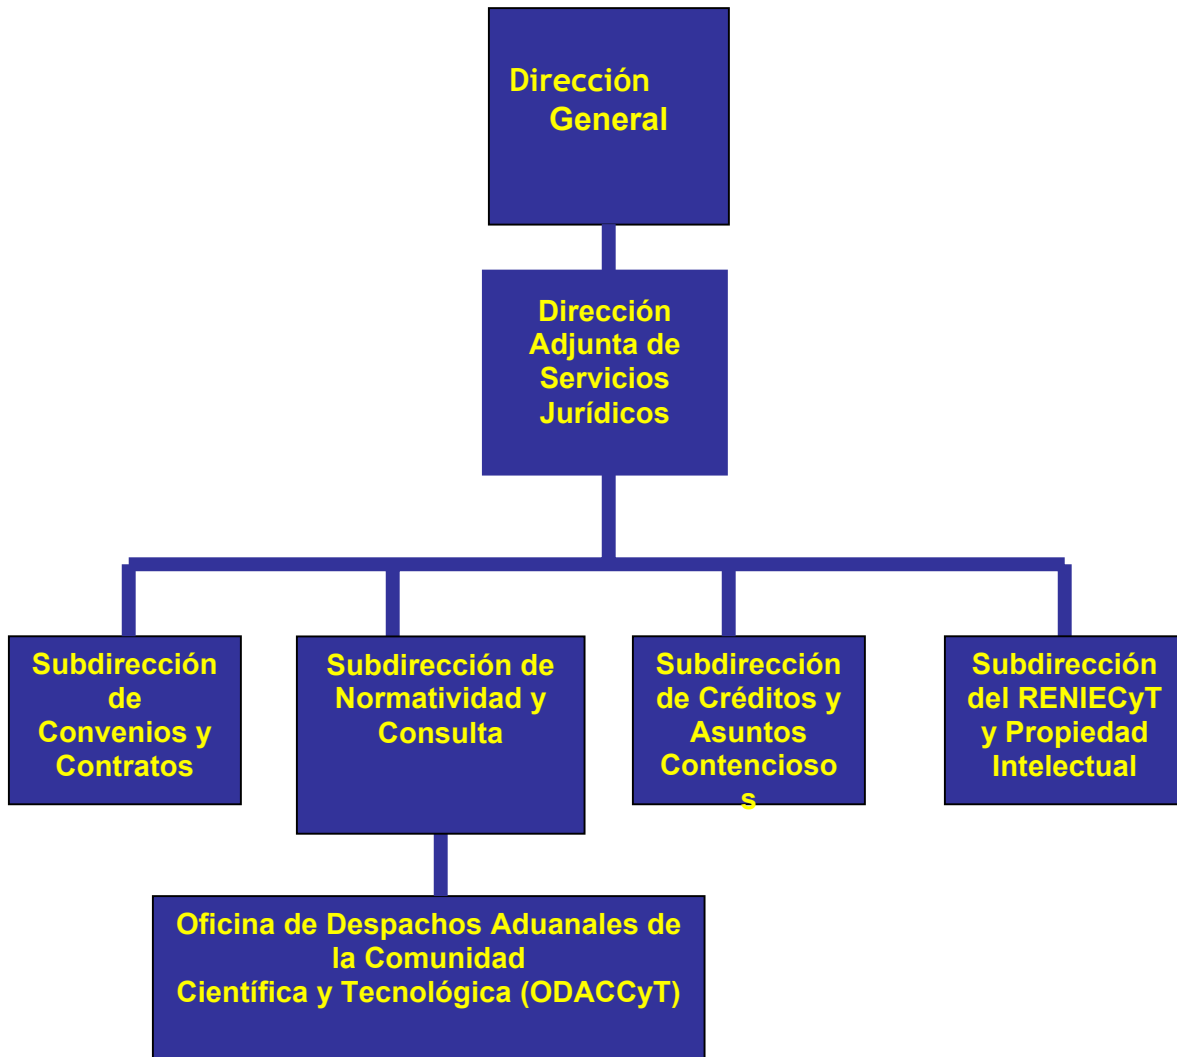 Dirección
General
Dirección
Adjunta de
Servicios
Jurídicos
Subdirección
de
Convenios y
Contratos
Subdirección de
Normatividad y
Consulta
Subdirección
de Créditos y
Asuntos
Contencioso
s
Subdirección
del RENIECyT
y Propiedad
Intelectual
Oficina de Despachos Aduanales de
la Comunidad
Científica y Tecnológica (ODACCyT)